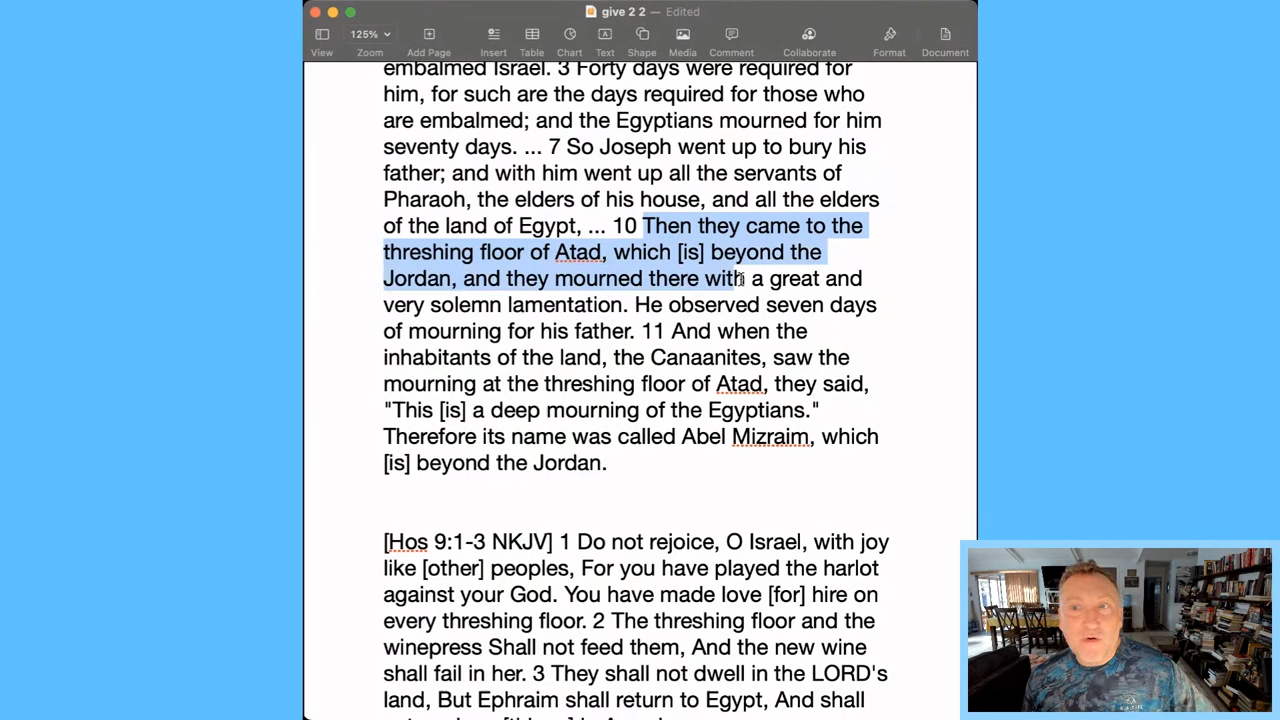 give 2 2 — Edited
125%
View Zoom Add Page Insert Table Chart Text Shape Media Comment Collaborate Format Document
embalmed Israel. 3 Forty days were required for
him, for such are the days required for those who
are embalmed; and the Egyptians mourned for him
seventy days. ... 7 So Joseph went up to bury his
father; and with him went up all the servants of
Pharaoh, the elders of his house, and all the elders
of the land of Egypt, ... 10 Then they came to the
threshing floor of Atad, which [is] beyond the
Jordan, and they mourned there with a great and
very solemn lamentation. He observed seven days
of mourning for his father. 11 And when the
inhabitants of the land, the Canaanites, saw the
mourning at the threshing floor of Atad, they said,
"This [is] a deep mourning of the Egyptians."
Therefore its name was called Abel Mizraim, which
[is] beyond the Jordan.
[Hos 9:1-3 NKJV] 1 Do not rejoice, O Israel, with joy
like [other] peoples, For you have played the harlot
against your God. You have made love [for] hire on
every threshing floor. 2 The threshing floor and the
winepress Shall not feed them, And the new wine
shall fail in her. 3 They shall not dwell in the LORD's
land, But Ephraim shall return to Egypt, And shall